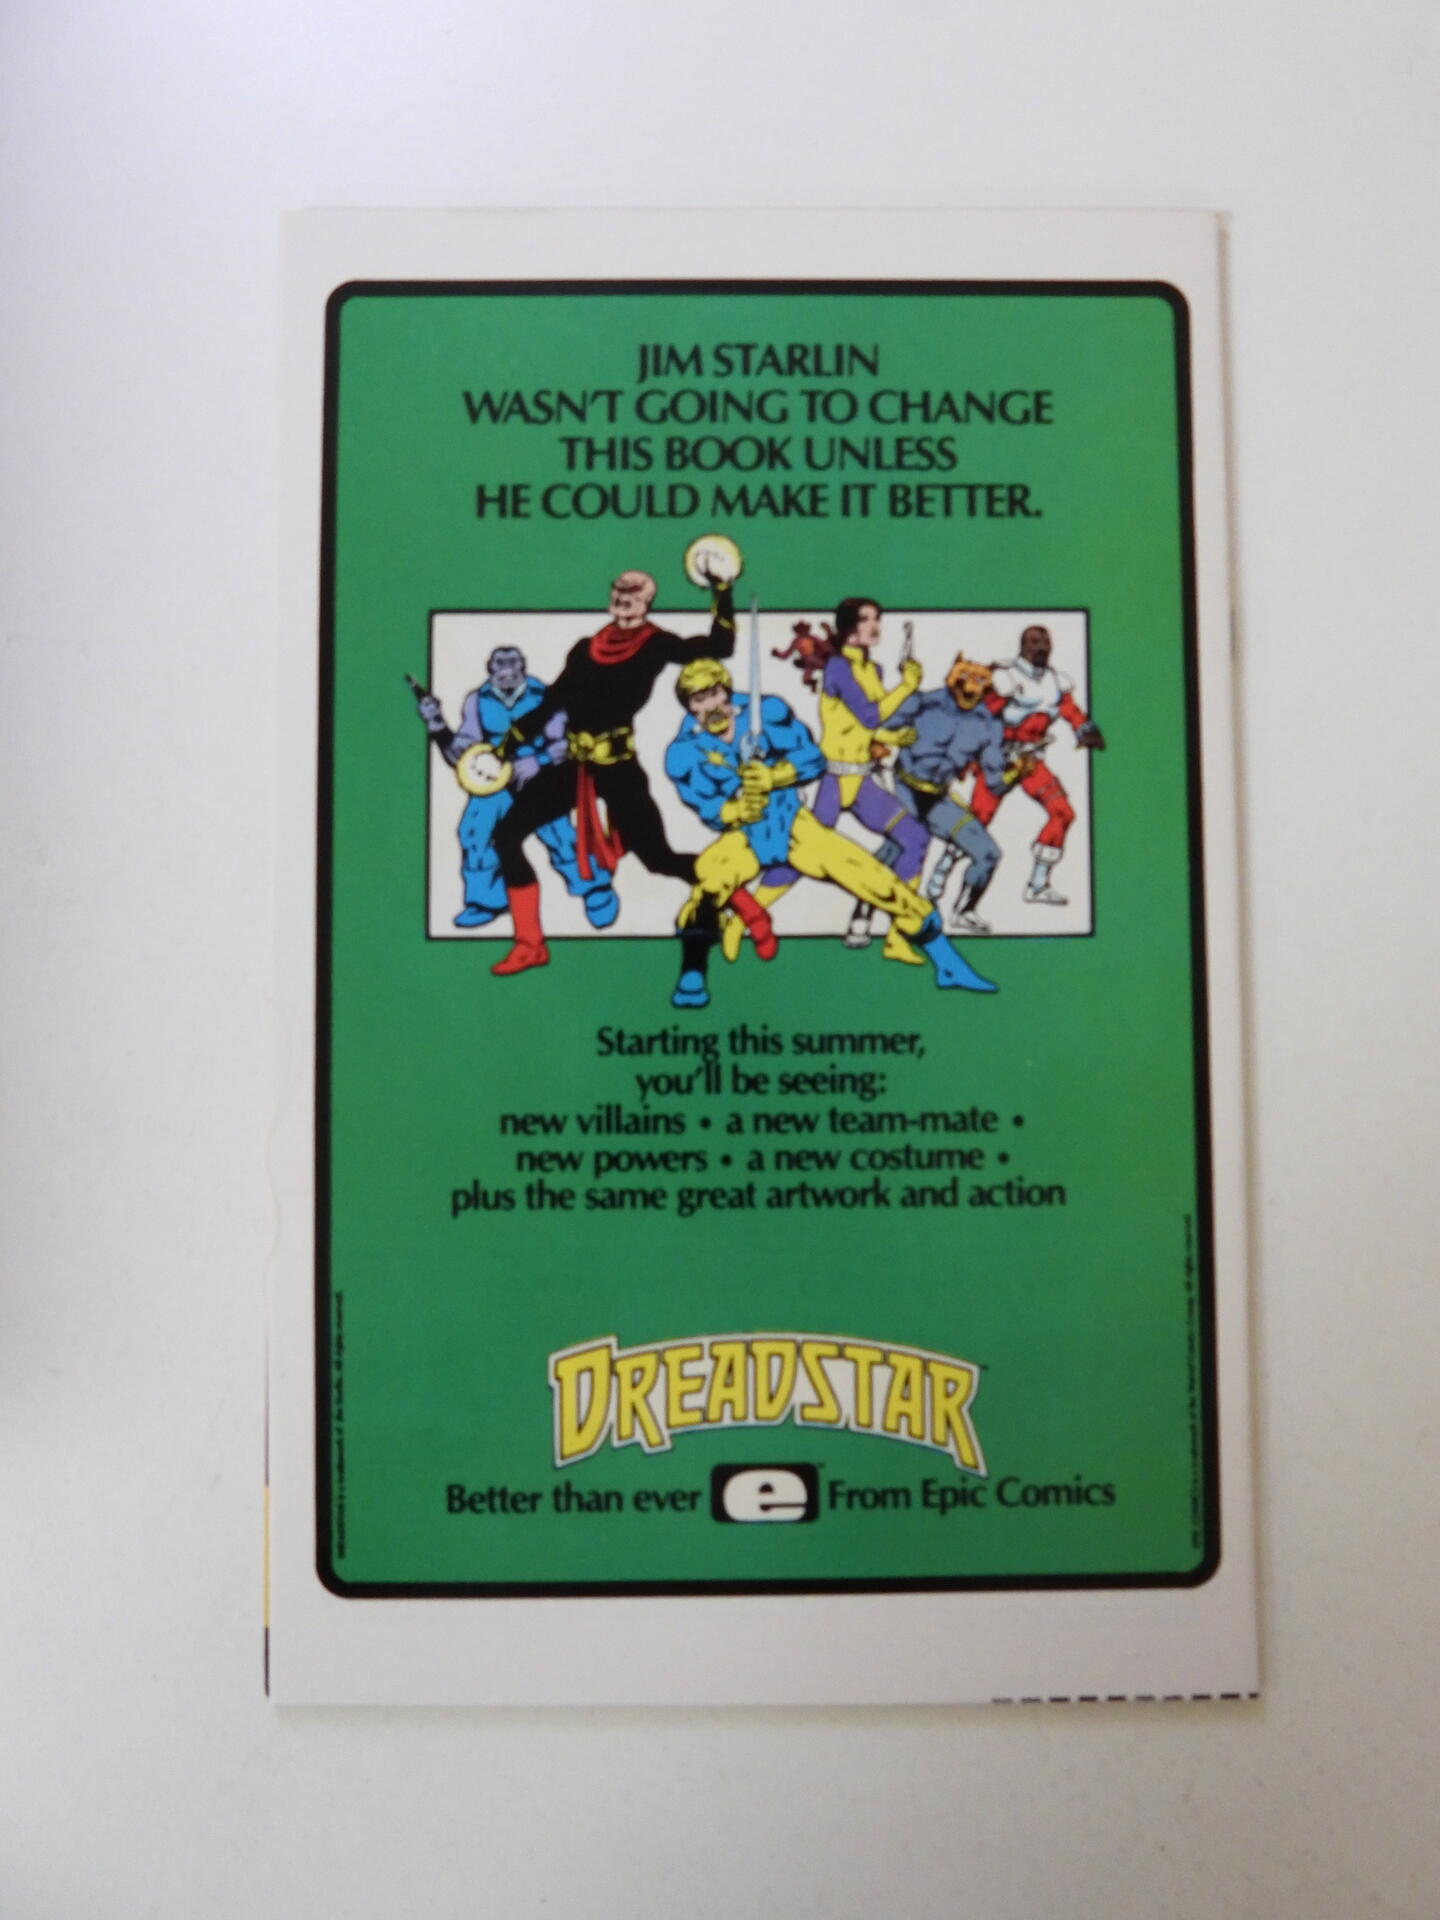 JIM STARLIN
WASN'T GOING TO CHANGE
THIS BOOK UNLESS
HE COULD MAKE IT BETTER.
Starting this summer,
you'll be seeing:
new villains • a new team-mate •
new powers • a new costume •
plus the same great artwork and action
DREADSTAR™
Better than ever e™ From Epic Comics